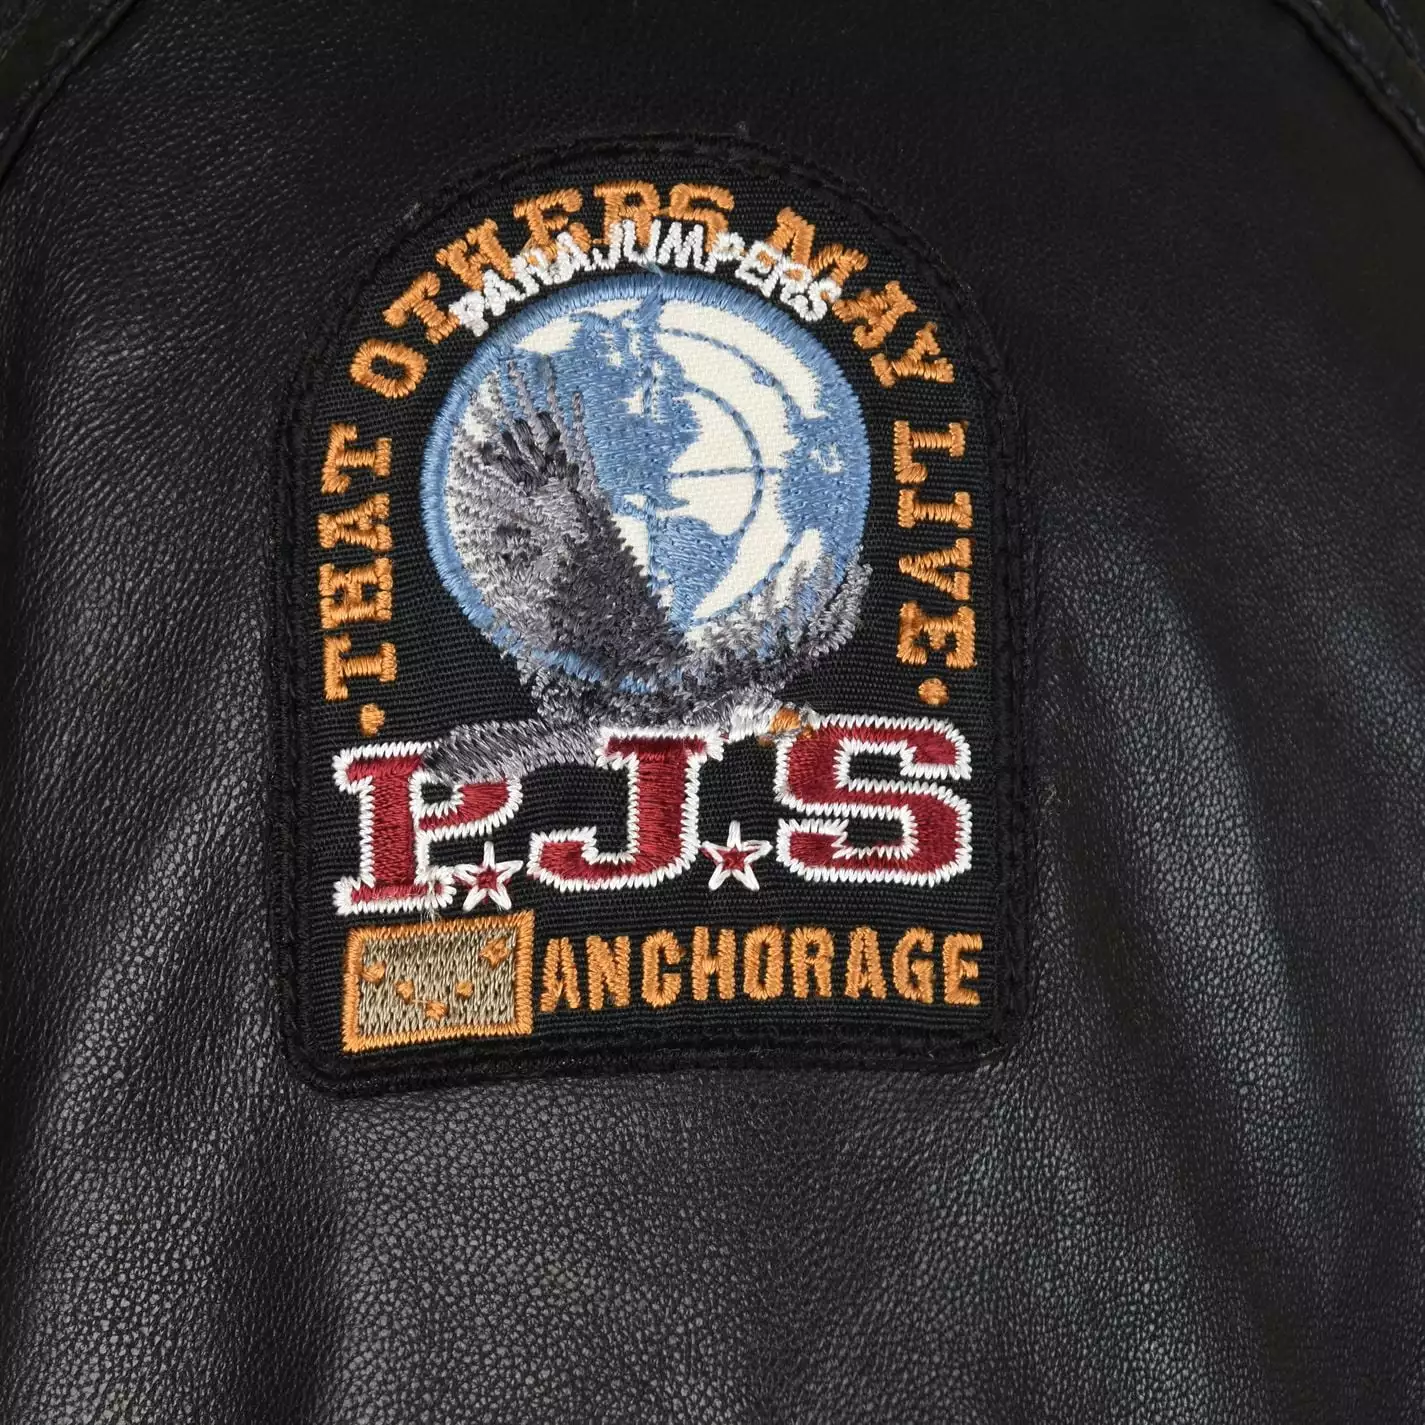 · THAT OTHERS MAY LIVE ·
PARAJUMPERS
P.J.S
ANCHORAGE